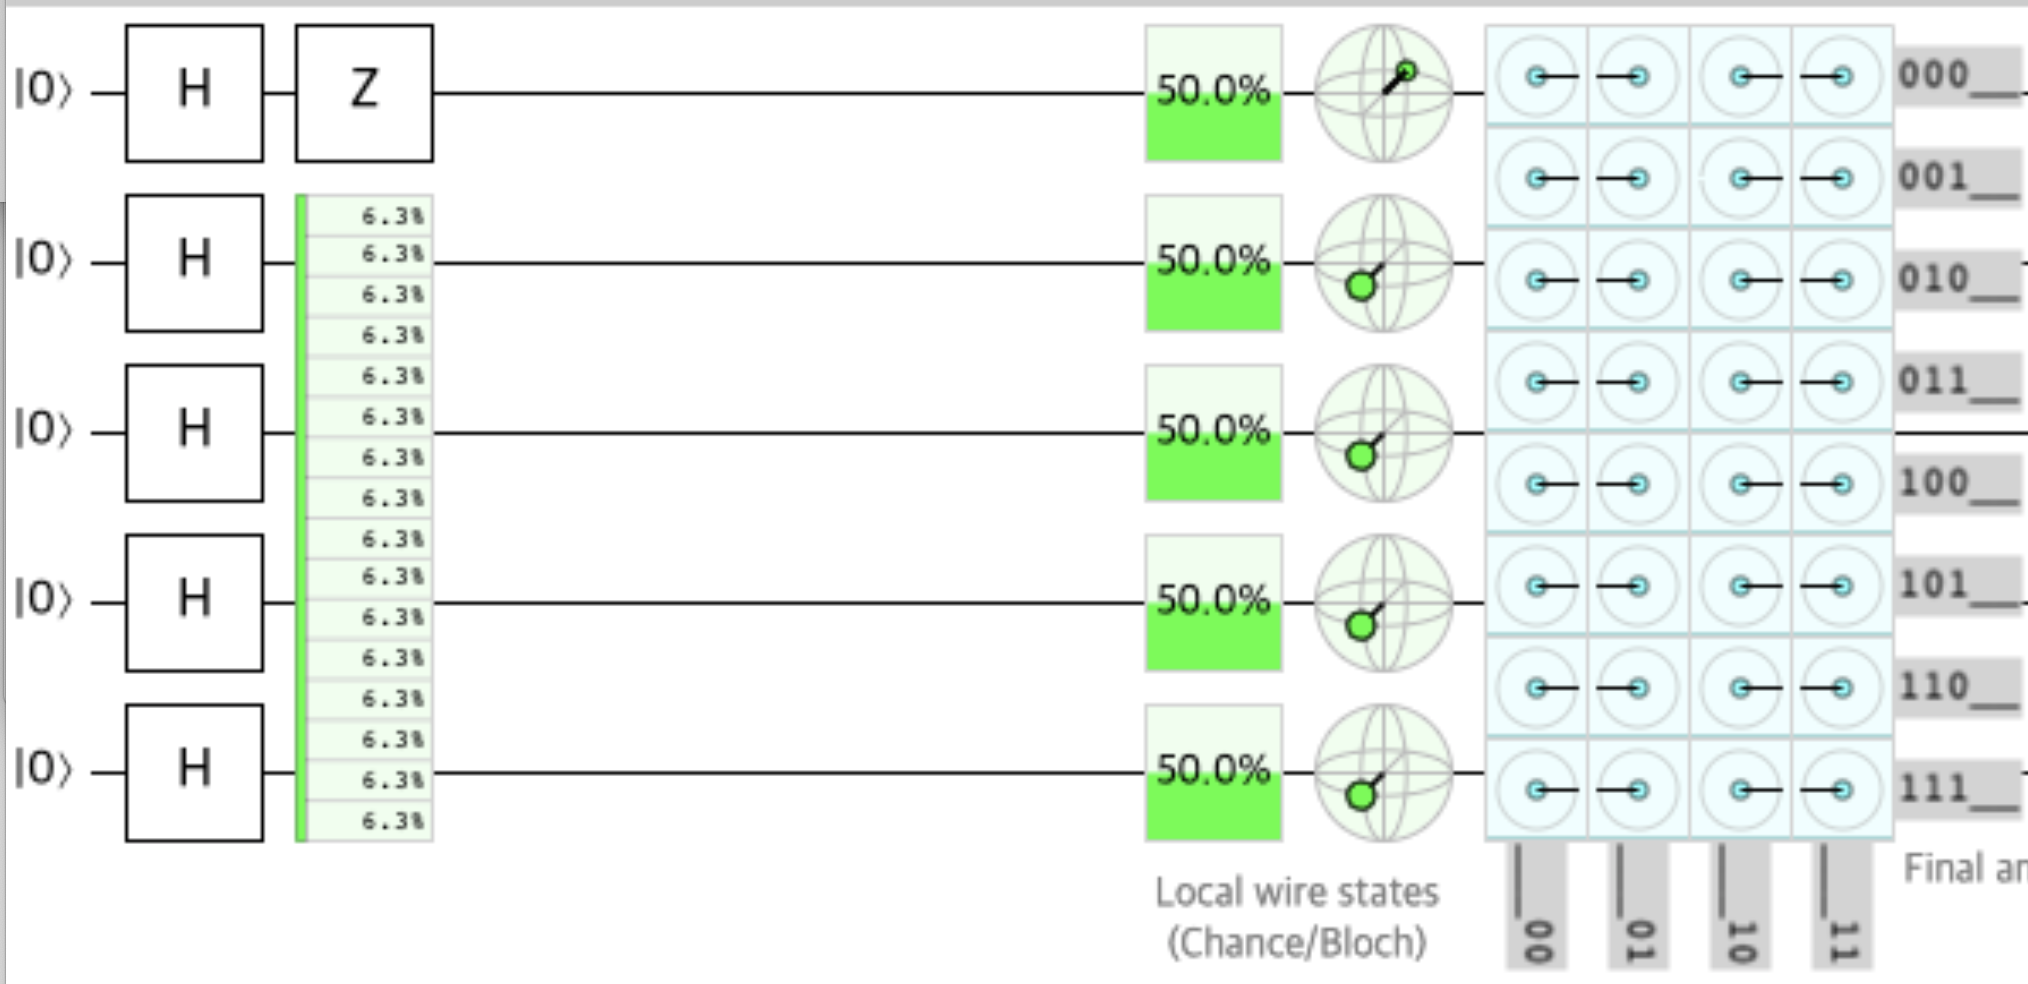 |0⟩ H Z 50.0% 000__
001__
|0⟩ H 6.3% 50.0% 010__
6.3%
6.3%
6.3% 011__
6.3%
|0⟩ H 6.3% 50.0%
6.3% 100__
6.3%
6.3%
6.3% 101__
|0⟩ H 6.3% 50.0%
6.3%
6.3% 110__
6.3%
|0⟩ H 6.3% 50.0% 111__
6.3%
Local wire states
(Chance/Bloch)
Final
__00 __01 __10 __11